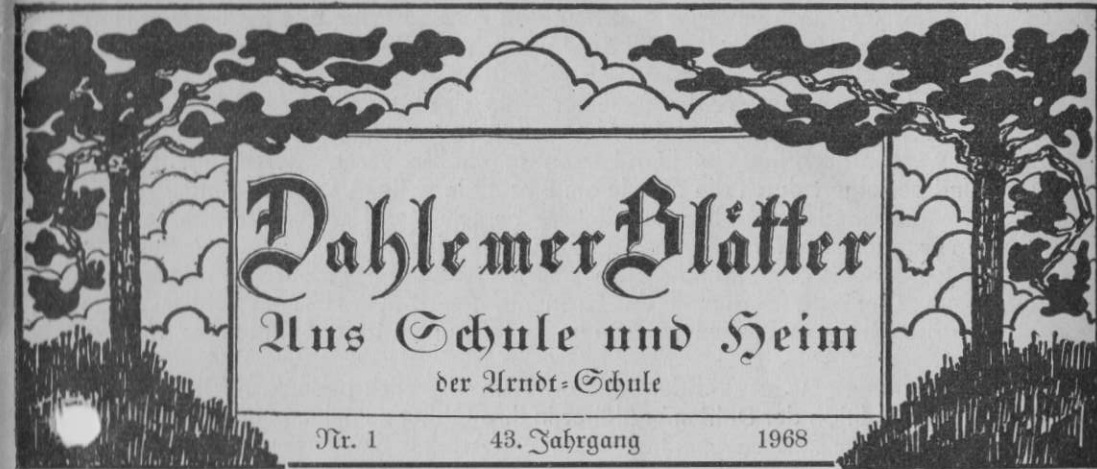 Dahlemer Blätter
Aus Schule und Heim
der Arndt-Schule
Nr. 1 43. Jahrgang 1968